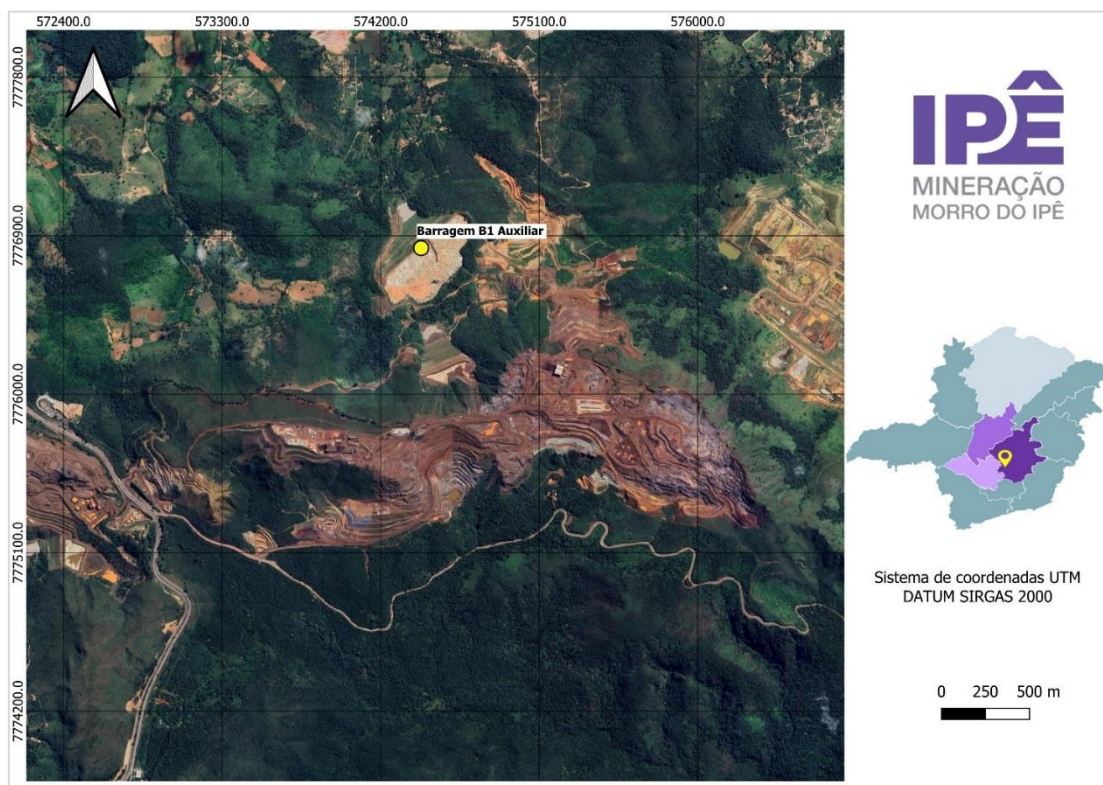 572400.0 573300.0 574200.0 575100.0 576000.0
7777800.0
7776900.0
7776000.0
7775100.0
7774200.0
Barragem B1 Auxiliar
IPÊ
MINERAÇÃO
MORRO DO IPÊ
Sistema de coordenadas UTM
DATUM SIRGAS 2000
0 250 500 m